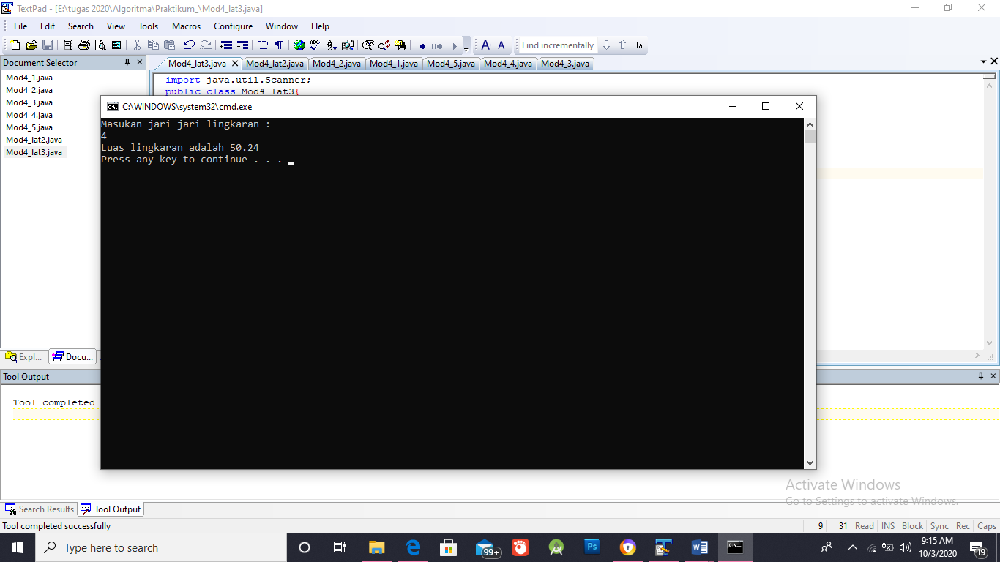 TextPad - [E:\tugas 2020\Algoritma\Praktikum_\Mod4_lat3.java]
File Edit Search View Tools Macros Configure Window Help
Find incrementally
Aa
Document Selector
Mod4_lat3.java Mod4_lat2.java Mod4_2.java Mod4_1.java Mod4_5.java Mod4_4.java Mod4_3.java
Mod4_1.java
Mod4_2.java
Mod4_3.java
Mod4_4.java
Mod4_5.java
Mod4_lat2.java
Mod4_lat3.java
import java.util.Scanner;
public class Mod4_lat3{
C:\WINDOWS\system32\cmd.exe
Masukan jari jari lingkaran :
4
Luas lingkaran adalah 50.24
Press any key to continue . . .
Expl... Docu...
Tool Output
Tool completed
Activate Windows
Go to Settings to activate Windows.
Search Results Tool Output
Tool completed successfully
9 31 Read INS Block Sync Rec Caps
Type here to search
99+
Ps
9:15 AM
10/3/2020
19